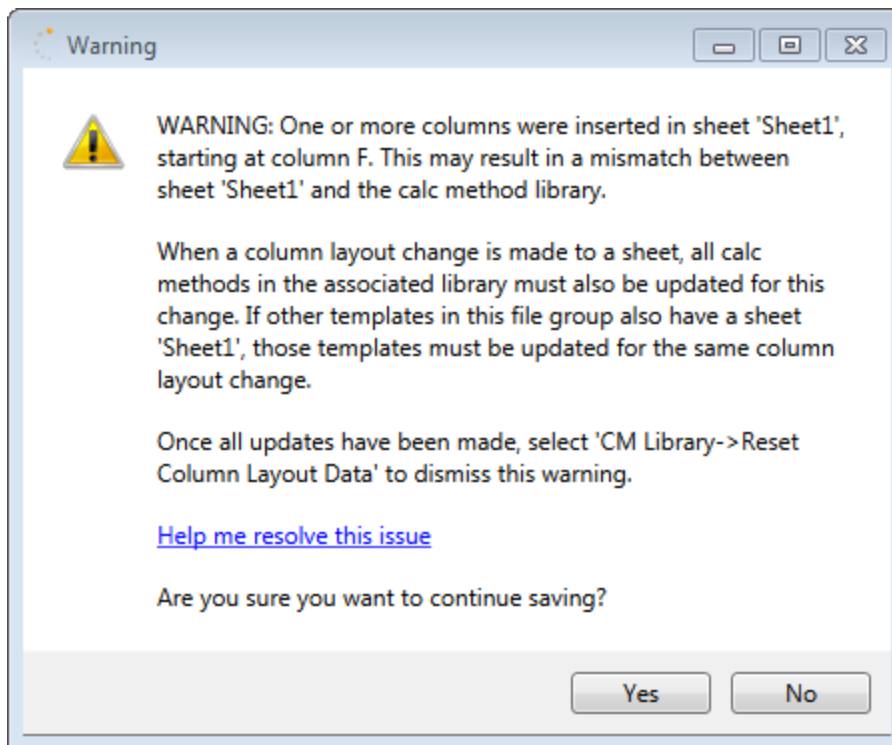 Warning
WARNING: One or more columns were inserted in sheet 'Sheet1',
starting at column F. This may result in a mismatch between
sheet 'Sheet1' and the calc method library.
When a column layout change is made to a sheet, all calc
methods in the associated library must also be updated for this
change. If other templates in this file group also have a sheet
'Sheet1', those templates must be updated for the same column
layout change.
Once all updates have been made, select 'CM Library->Reset
Column Layout Data' to dismiss this warning.
Help me resolve this issue
Are you sure you want to continue saving?
Yes
No